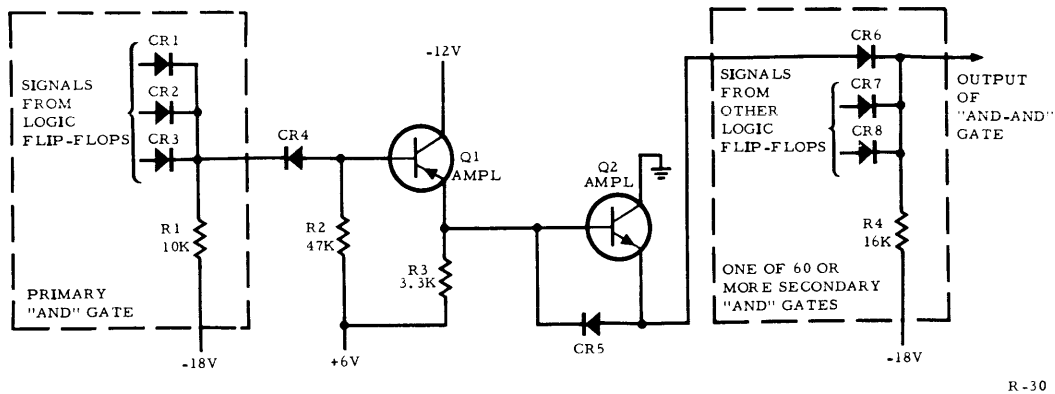 CR1
SIGNALS
FROM
LOGIC
FLIP-FLOPS
CR2
CR3
R1
10K
PRIMARY
"AND" GATE
-18V
CR4
R2
47K
+6V
-12V
Q1
AMPL
R3
3.3K
Q2
AMPL
CR5
CR6
SIGNALS
FROM
OTHER
LOGIC
FLIP-FLOPS
CR7
CR8
R4
16K
ONE OF 60 OR
MORE SECONDARY
"AND" GATES
-18V
OUTPUT
OF
"AND-AND"
GATE
R-30